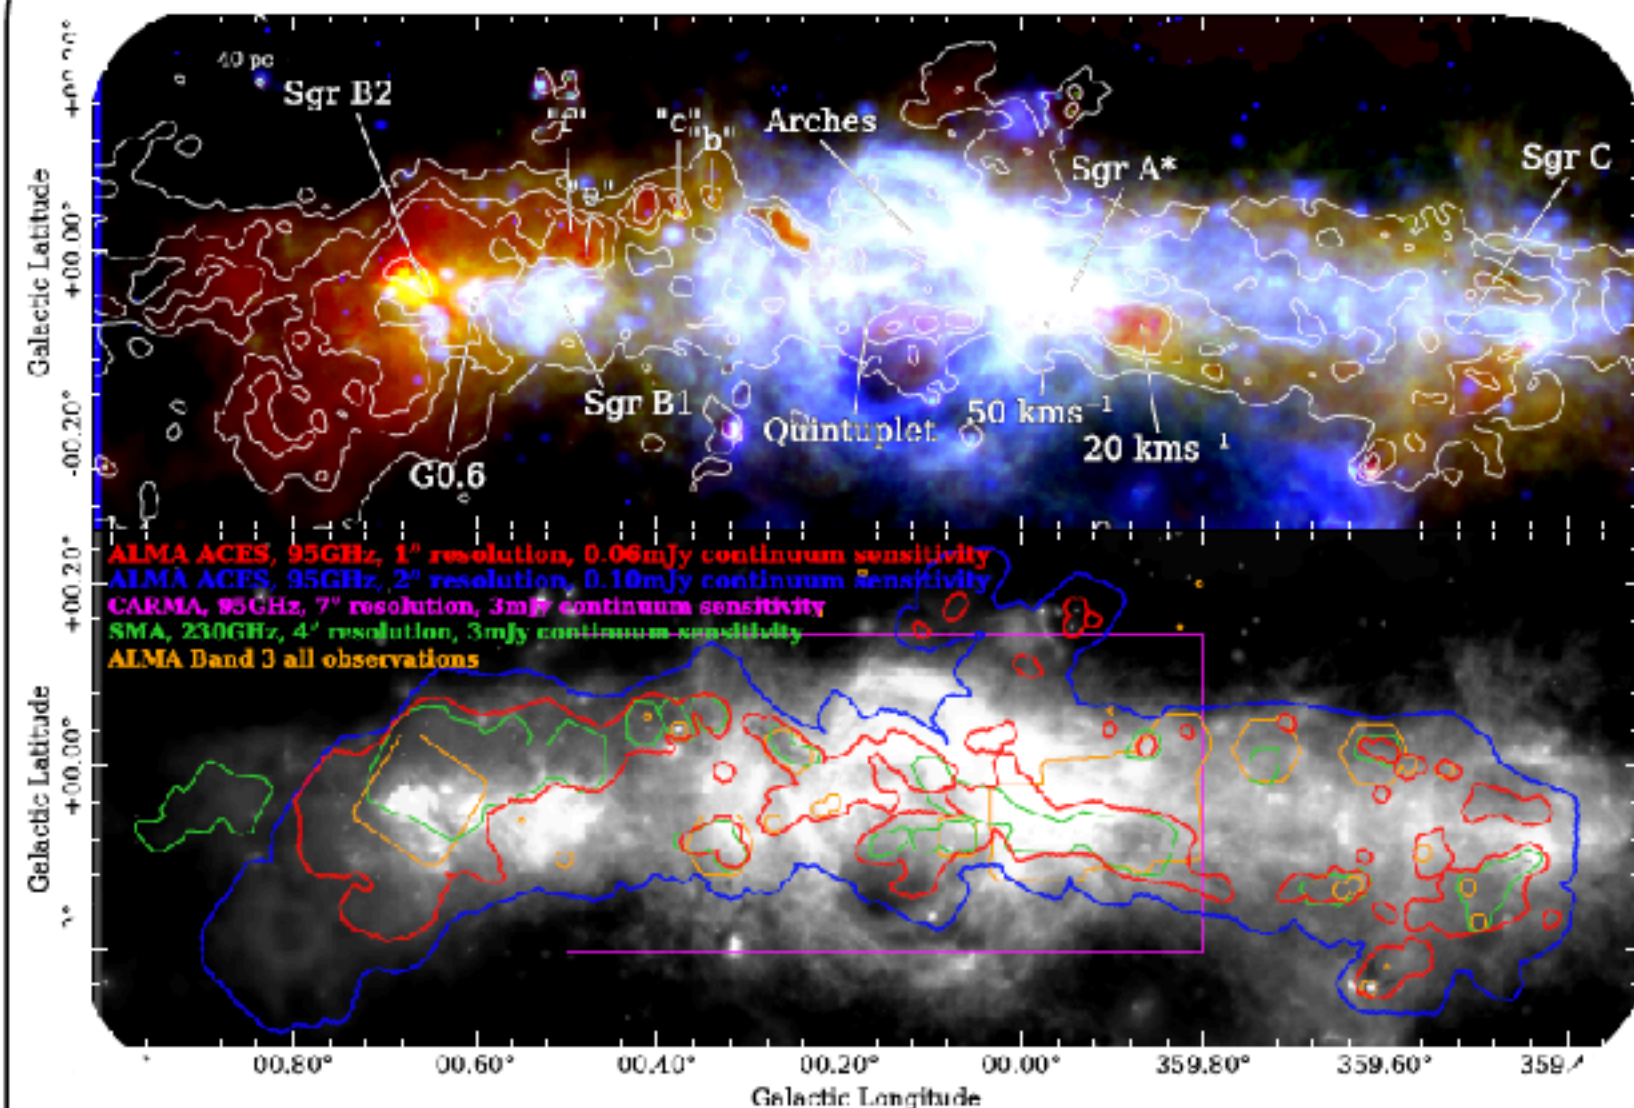 40 pc
Sgr B2
"f"
"c"
"b"
Arches
Sgr A*
Sgr C
"e"
Galactic Latitude
+00.00°
-0.20°
Sgr B1
Quintuplet
50 kms⁻¹
20 kms⁻¹
G0.6
ALMA ACES, 95GHz, 1" resolution, 0.06mJy continuum sensitivity
ALMA ACES, 95GHz, 2" resolution, 0.10mJy continuum sensitivity
CARMA, 95GHz, 7" resolution, 3mJy continuum sensitivity
SMA, 230GHz, 4" resolution, 3mJy continuum sensitivity
ALMA Band 3 all observations
+00.20°
Galactic Latitude
+00.00°
00.80° 00.60° 00.40° 00.20° 00.00° 359.80° 359.60°
Galactic Longitude